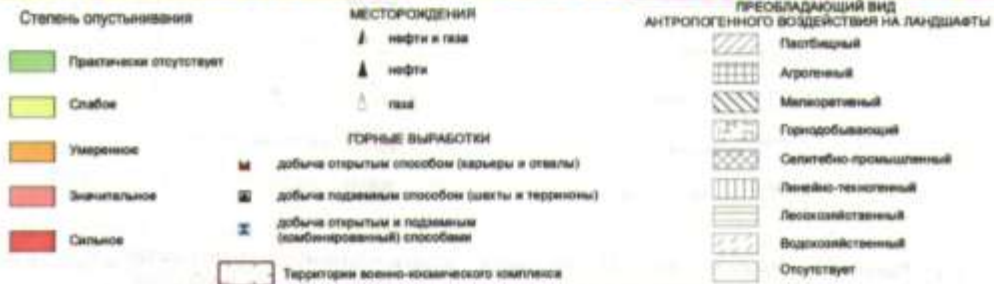 Степень опустынивания
Практически отсутствует
Слабое
Умеренное
Значительное
Сильное
МЕСТОРОЖДЕНИЯ
нефти и газа
нефти
газа
ГОРНЫЕ ВЫРАБОТКИ
добыча открытым способом (карьеры и отвалы)
добыча подземным способом (шахты и терриконы)
добыча открытым и подземным
(комбинированный) способами
Территории военно-космического комплекса
ПРЕОБЛАДАЮЩИЙ ВИД
АНТРОПОГЕННОГО ВОЗДЕЙСТВИЯ НА ЛАНДШАФТЫ
Пастбищный
Агрогенный
Мелиоративный
Горнодобывающий
Селитебно-промышленный
Линейно-техногенный
Лесохозяйственный
Водохозяйственный
Отсутствует